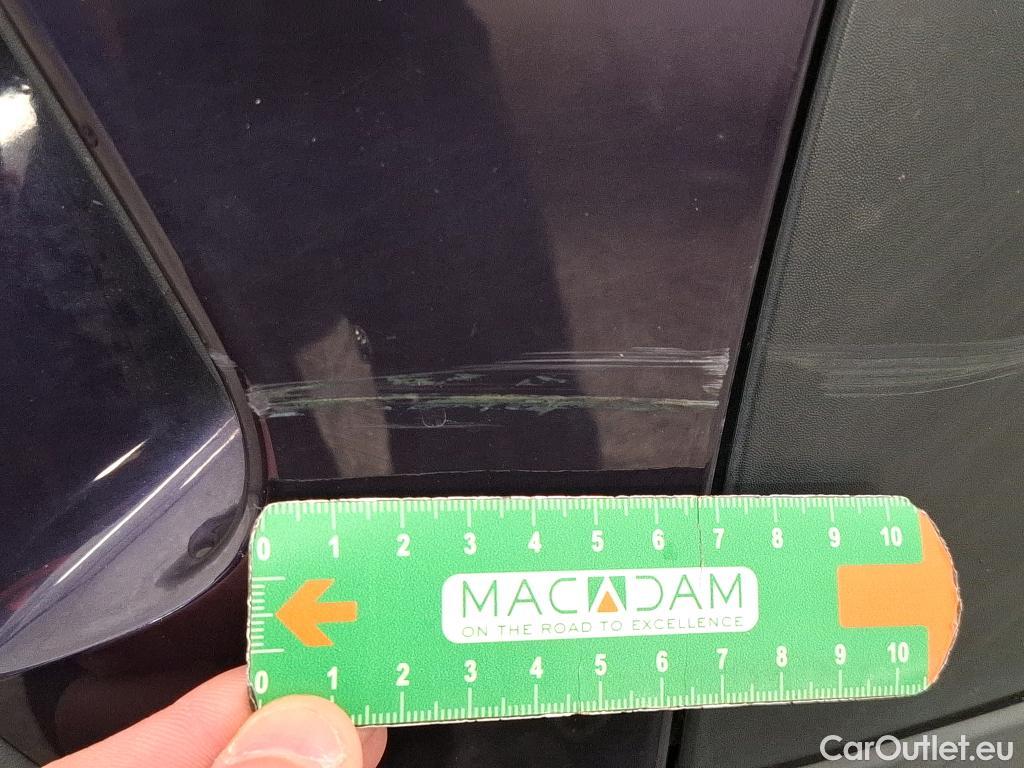 0 1 2 3 4 5 6 7 8 9 10
MACADAM
ON THE ROAD TO EXCELLENCE
0 1 2 3 4 5 6 7 8 9 10
CarOutlet.eu